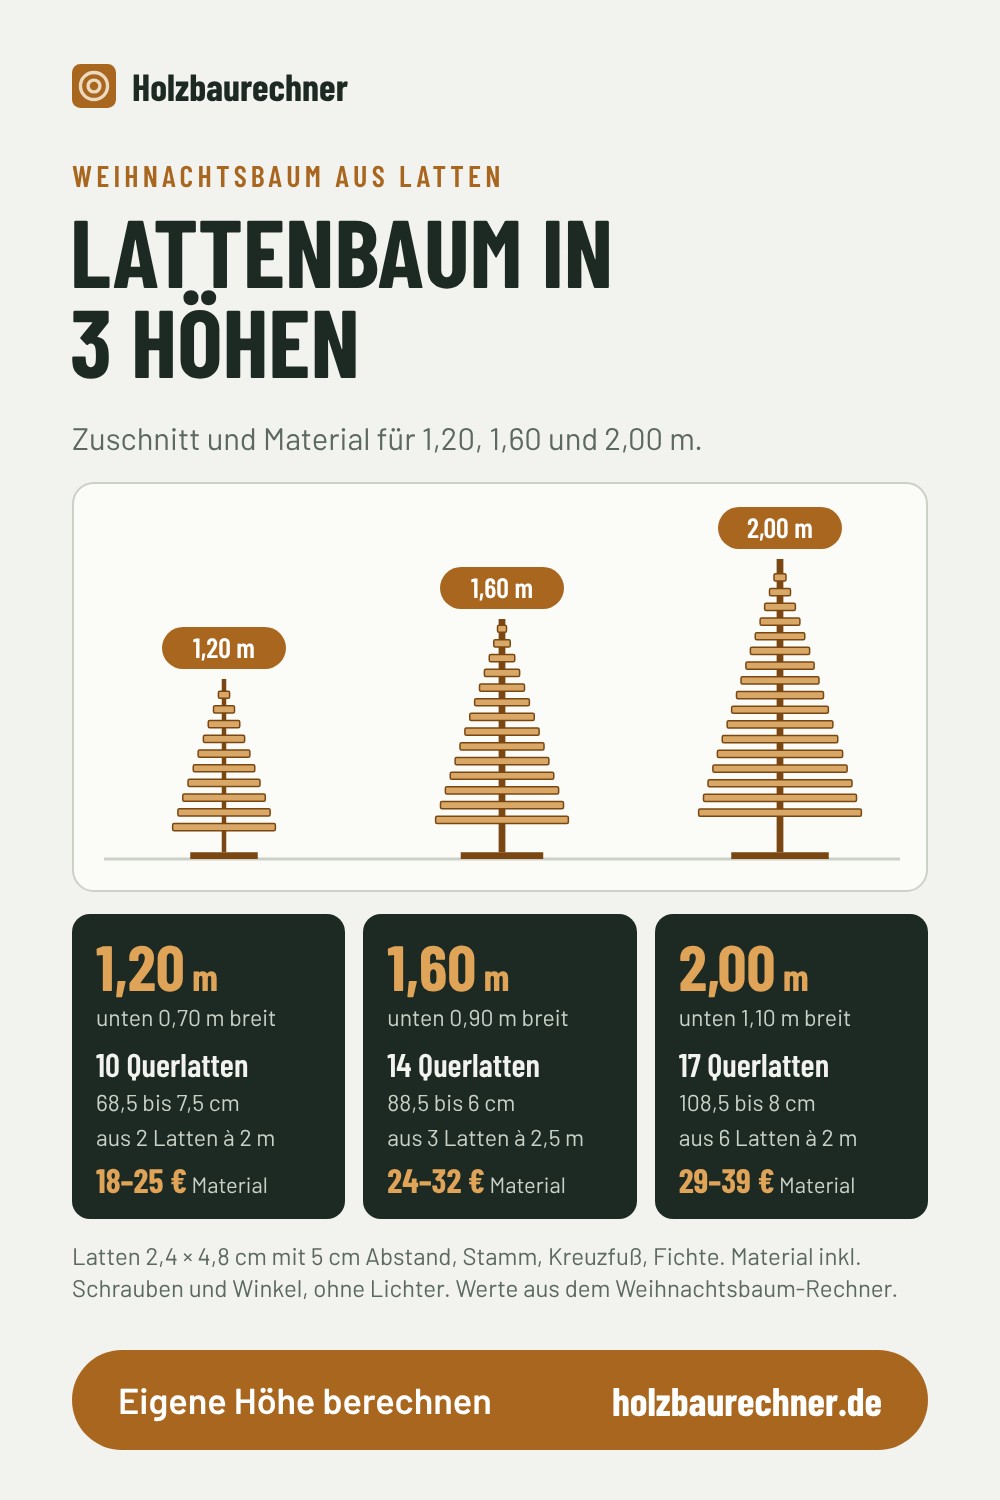 Holzbaurechner
WEIHNACHTSBAUM AUS LATTEN
LATTENBAUM IN
3 HÖHEN
Zuschnitt und Material für 1,20, 1,60 und 2,00 m.
1,20 m
1,60 m
2,00 m
1,20 m
unten 0,70 m breit
10 Querlatten
68,5 bis 7,5 cm
aus 2 Latten à 2 m
18–25 € Material
1,60 m
unten 0,90 m breit
14 Querlatten
88,5 bis 6 cm
aus 3 Latten à 2,5 m
24–32 € Material
2,00 m
unten 1,10 m breit
17 Querlatten
108,5 bis 8 cm
aus 6 Latten à 2 m
29–39 € Material
Latten 2,4 × 4,8 cm mit 5 cm Abstand, Stamm, Kreuzfuß, Fichte. Material inkl.
Schrauben und Winkel, ohne Lichter. Werte aus dem Weihnachtsbaum-Rechner.
Eigene Höhe berechnen
holzbaurechner.de